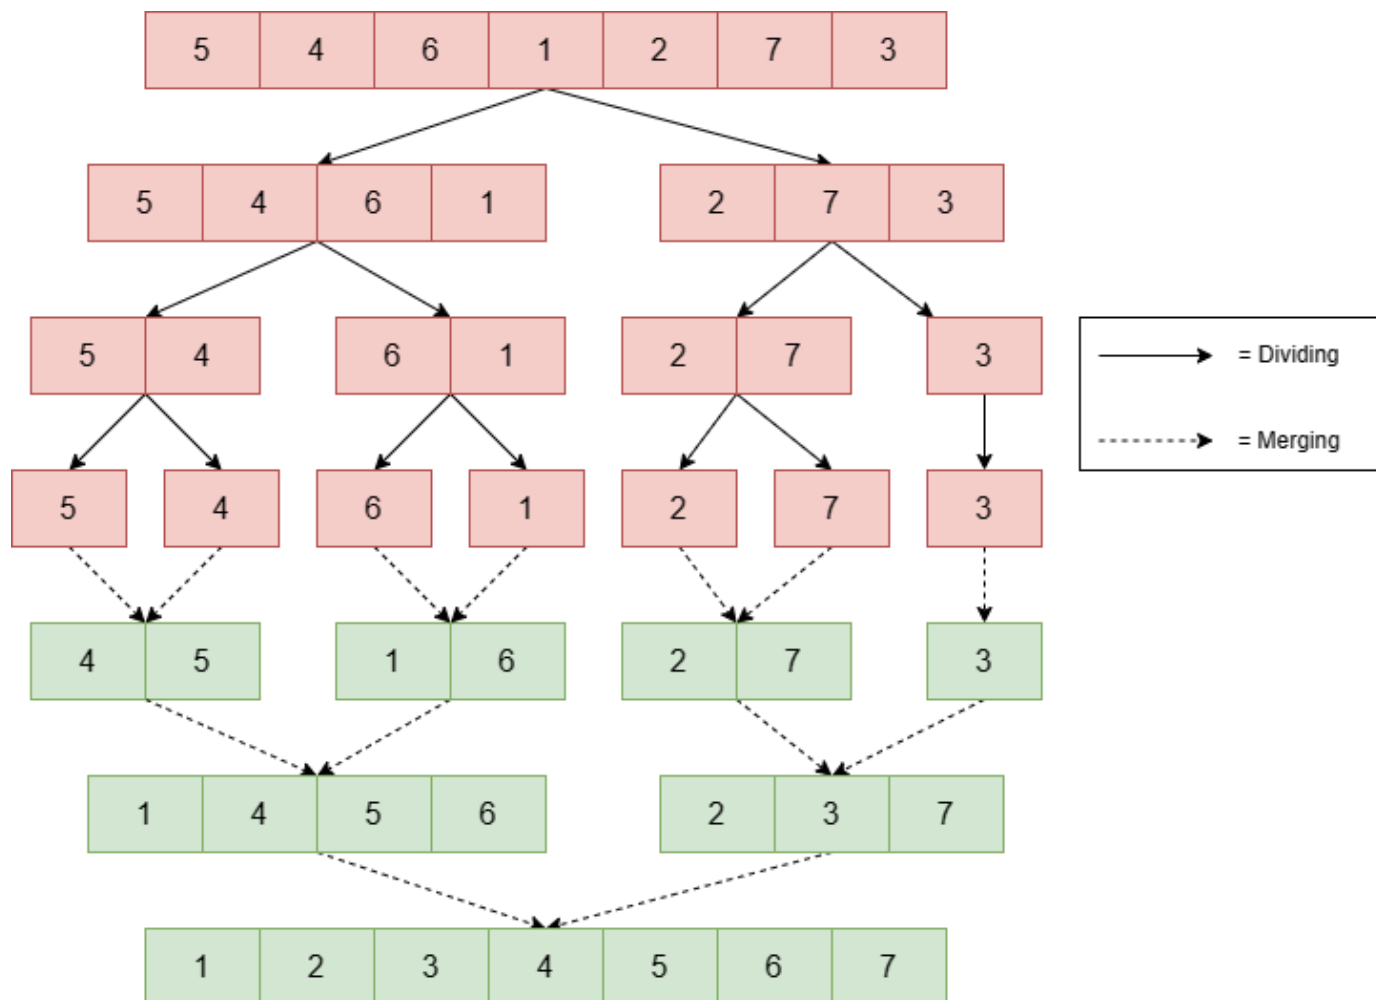 5 4 6 1 2 7 3
5 4 6 1 2 7 3
5 4 6 1 2 7 3
= Dividing
= Merging
5 4 6 1 2 7 3
4 5 1 6 2 7 3
1 4 5 6 2 3 7
1 2 3 4 5 6 7